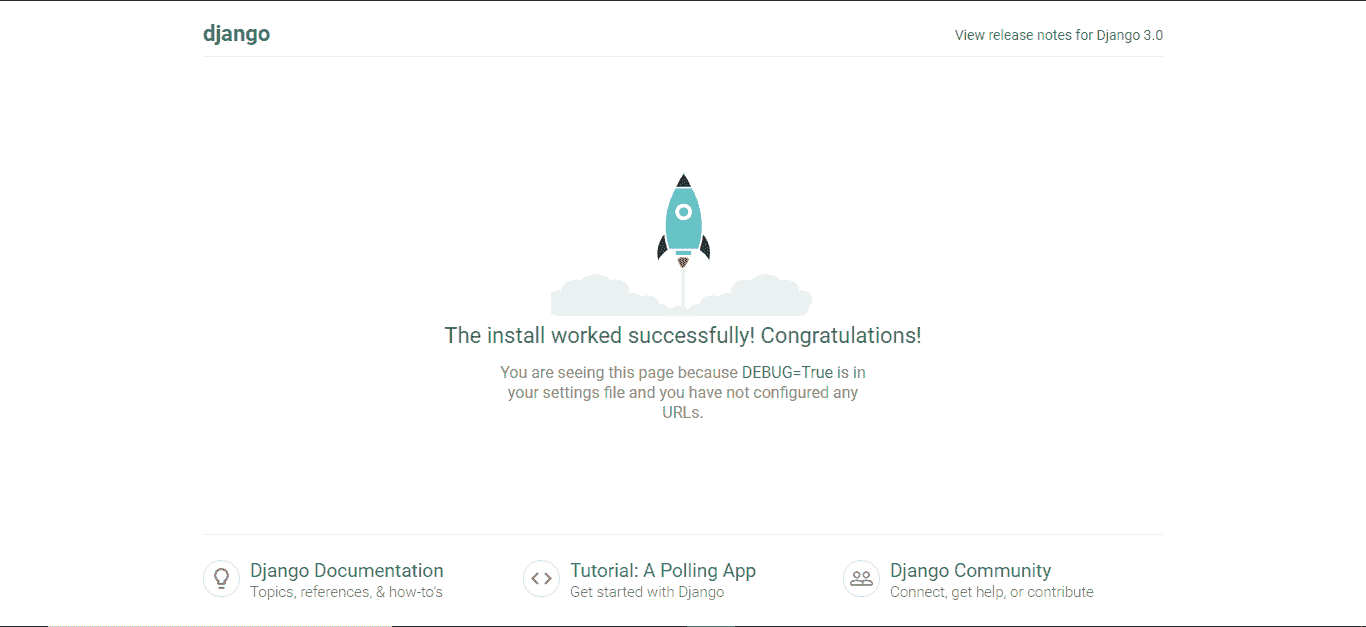 django
View release notes for Django 3.0
The install worked successfully! Congratulations!
You are seeing this page because DEBUG=True is in
your settings file and you have not configured any
URLs.
Django Documentation
Topics, references, & how-to's
Tutorial: A Polling App
Get started with Django
Django Community
Connect, get help, or contribute